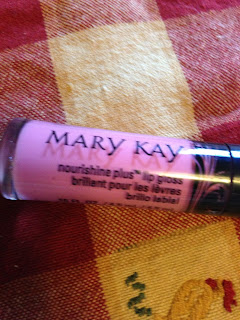 MARY KAY
nourishine plus™ lip gloss
brillant pour les lèvres
brillo labial